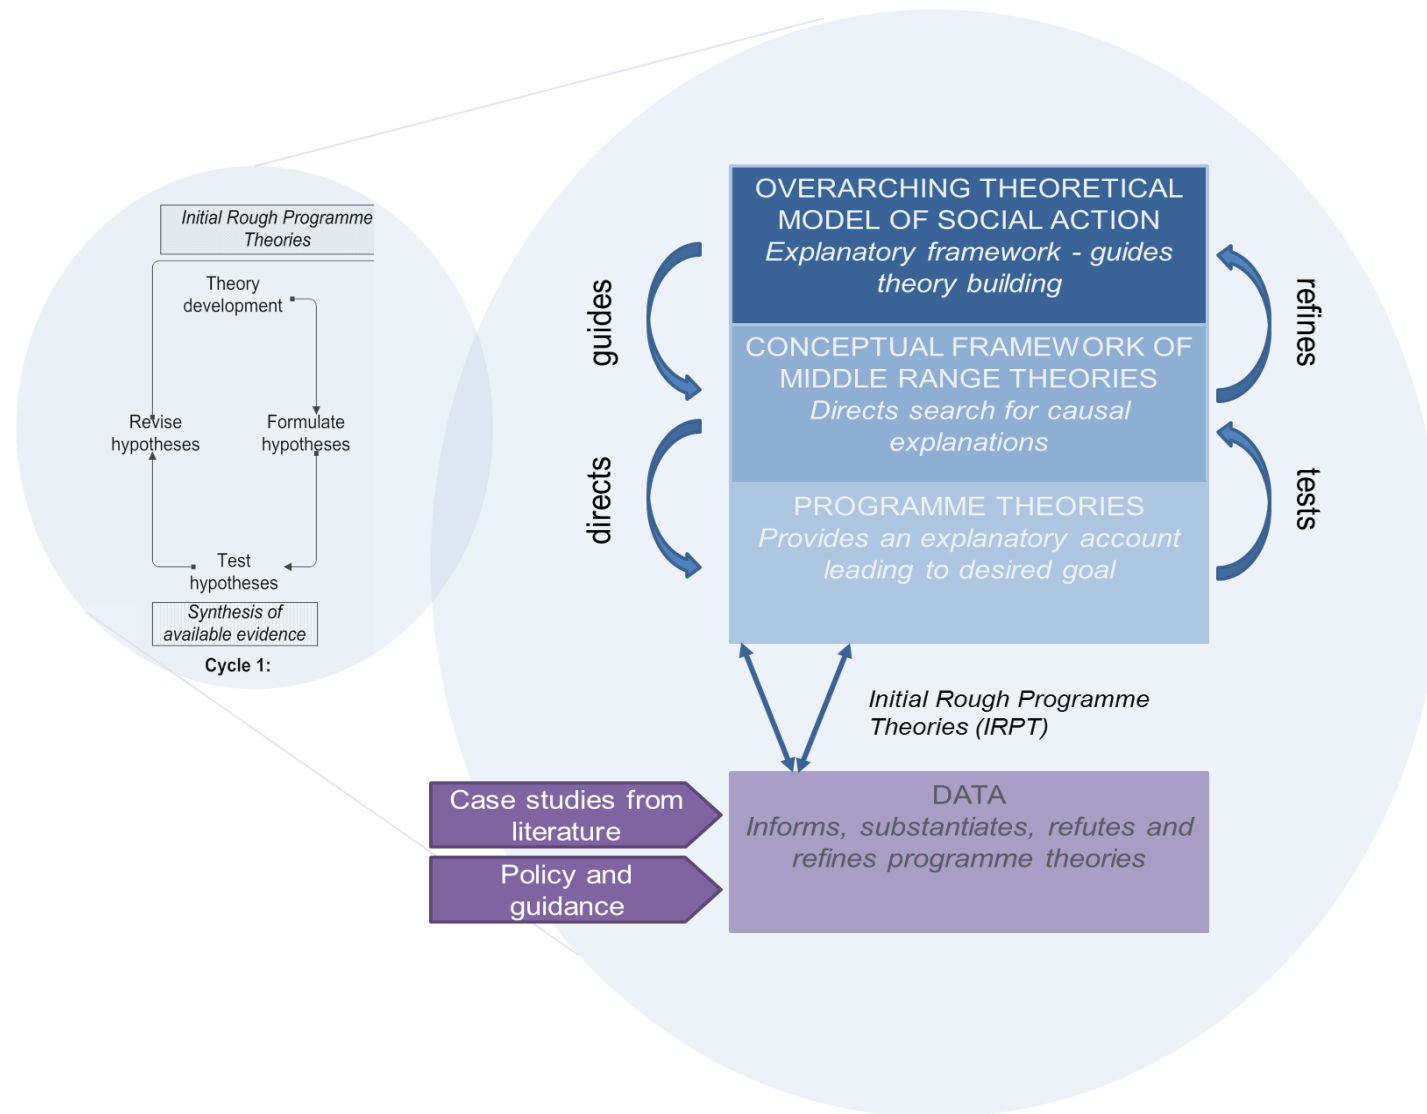 Initial Rough Programme
Theories
Theory
development
Revise
hypotheses
Formulate
hypotheses
Test
hypotheses
Synthesis of
available evidence
Cycle 1:
OVERARCHING THEORETICAL
MODEL OF SOCIAL ACTION
Explanatory framework - guides
theory building
CONCEPTUAL FRAMEWORK OF
MIDDLE RANGE THEORIES
Directs search for causal
explanations
PROGRAMME THEORIES
Provides an explanatory account
leading to desired goal
guides
directs
refines
tests
Initial Rough Programme
Theories (IRPT)
Case studies from
literature
Policy and
guidance
DATA
Informs, substantiates, refutes and
refines programme theories